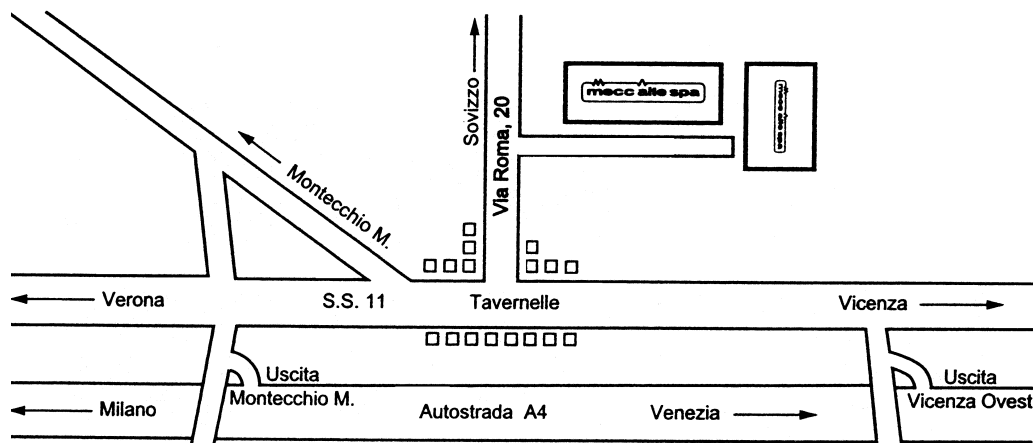 mecc alte spa
mecc alte spa
Sovizzo
Via Roma, 20
Montecchio M.
Verona
S.S. 11
Tavernelle
Vicenza
Uscita
Montecchio M.
Uscita
Vicenza Ovest
Milano
Autostrada A4
Venezia